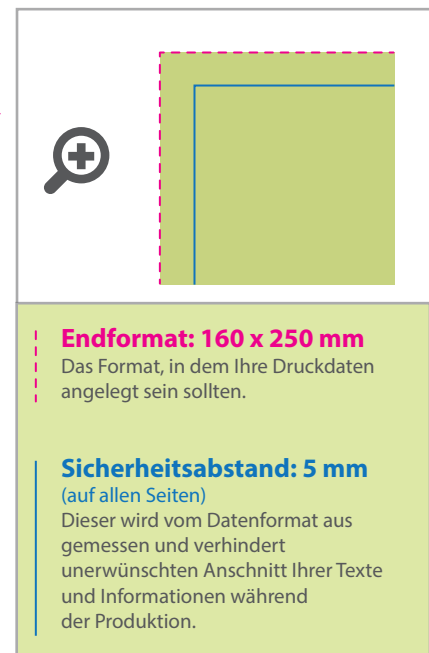 Endformat: 160 x 250 mm
Das Format, in dem Ihre Druckdaten
angelegt sein sollten.
Sicherheitsabstand: 5 mm
(auf allen Seiten)
Dieser wird vom Datenformat aus
gemessen und verhindert
unerwünschten Anschnitt Ihrer Texte
und Informationen während
der Produktion.